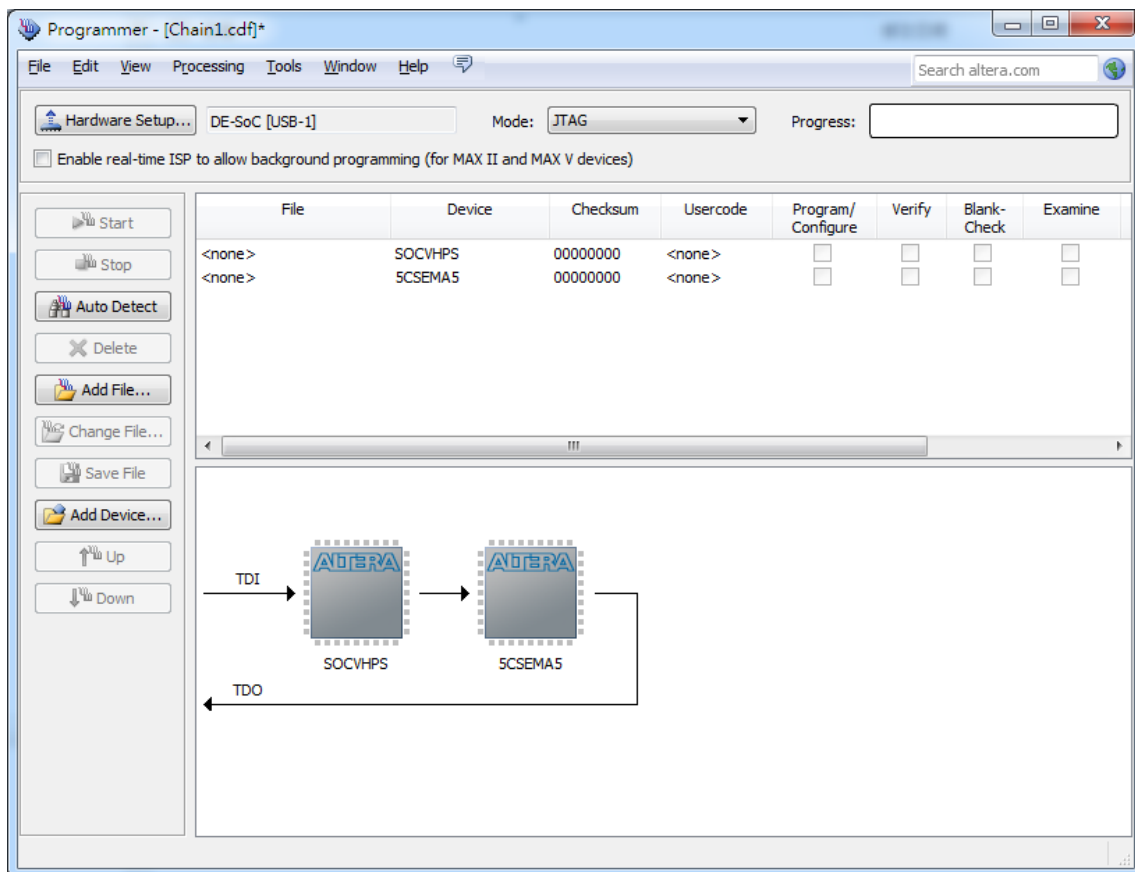 Programmer - [Chain1.cdf]*
File Edit View Processing Tools Window Help
Search altera.com
Hardware Setup... DE-SoC [USB-1] Mode: JTAG Progress:
Enable real-time ISP to allow background programming (for MAX II and MAX V devices)
Start
Stop
Auto Detect
Delete
Add File...
Change File...
Save File
Add Device...
Up
Down
File Device Checksum Usercode Program/ Verify Blank- Examine
Configure Check
<none> SOCVHPS 00000000 <none>
<none> 5CSEMA5 00000000 <none>
ALTERA ALTERA
TDI
SOCVHPS 5CSEMA5
TDO